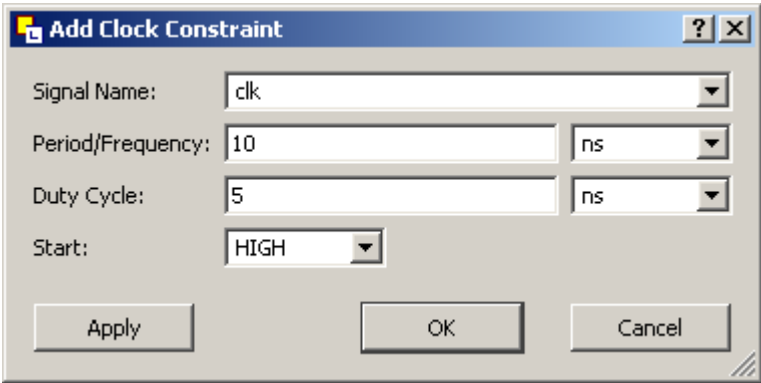 Add Clock Constraint
Signal Name: clk
Period/Frequency: 10 ns
Duty Cycle: 5 ns
Start: HIGH
Apply OK Cancel